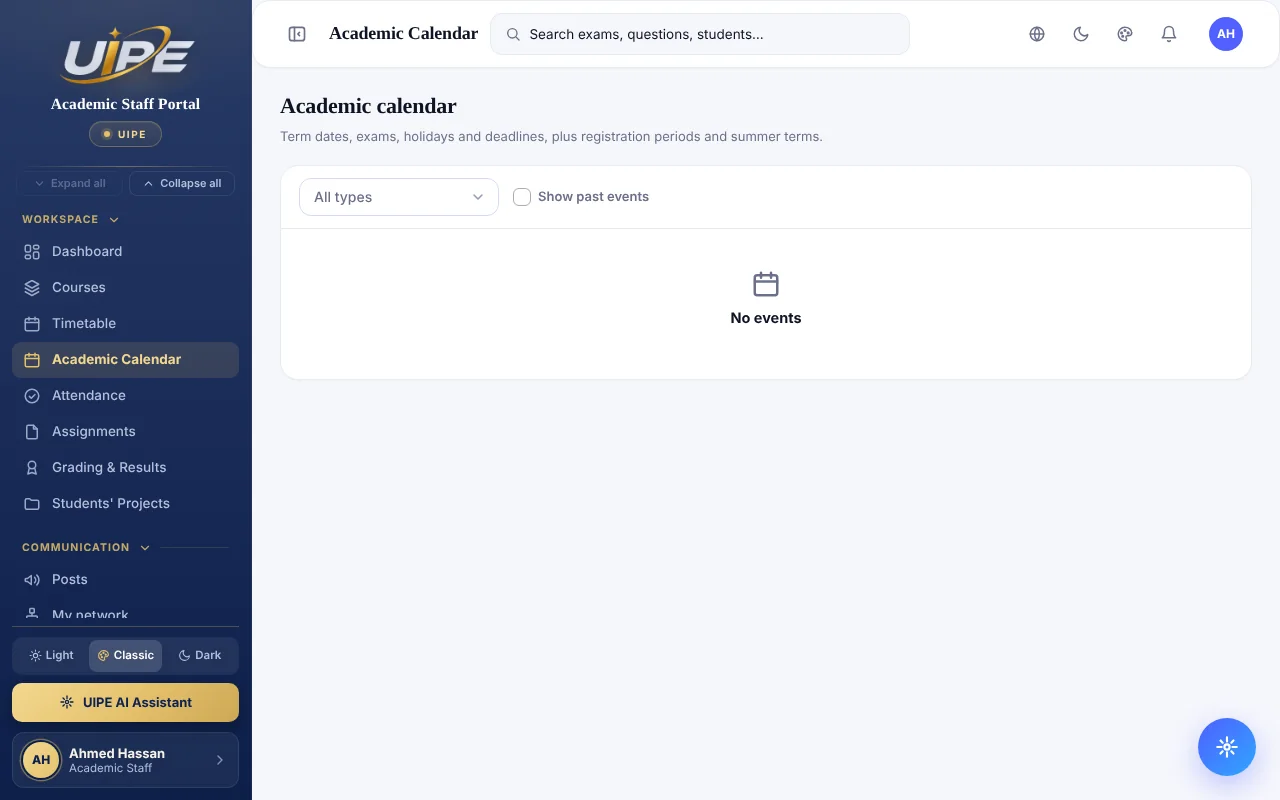 UIPE
Academic Staff Portal
UIPE
Expand all
Collapse all
WORKSPACE
Dashboard
Courses
Timetable
Academic Calendar
Attendance
Assignments
Grading & Results
Students' Projects
COMMUNICATION
Posts
My network
Light
Classic
Dark
UIPE AI Assistant
AH
Ahmed Hassan
Academic Staff
Academic Calendar
Search exams, questions, students...
AH
Academic calendar
Term dates, exams, holidays and deadlines, plus registration periods and summer terms.
All types
Show past events
No events